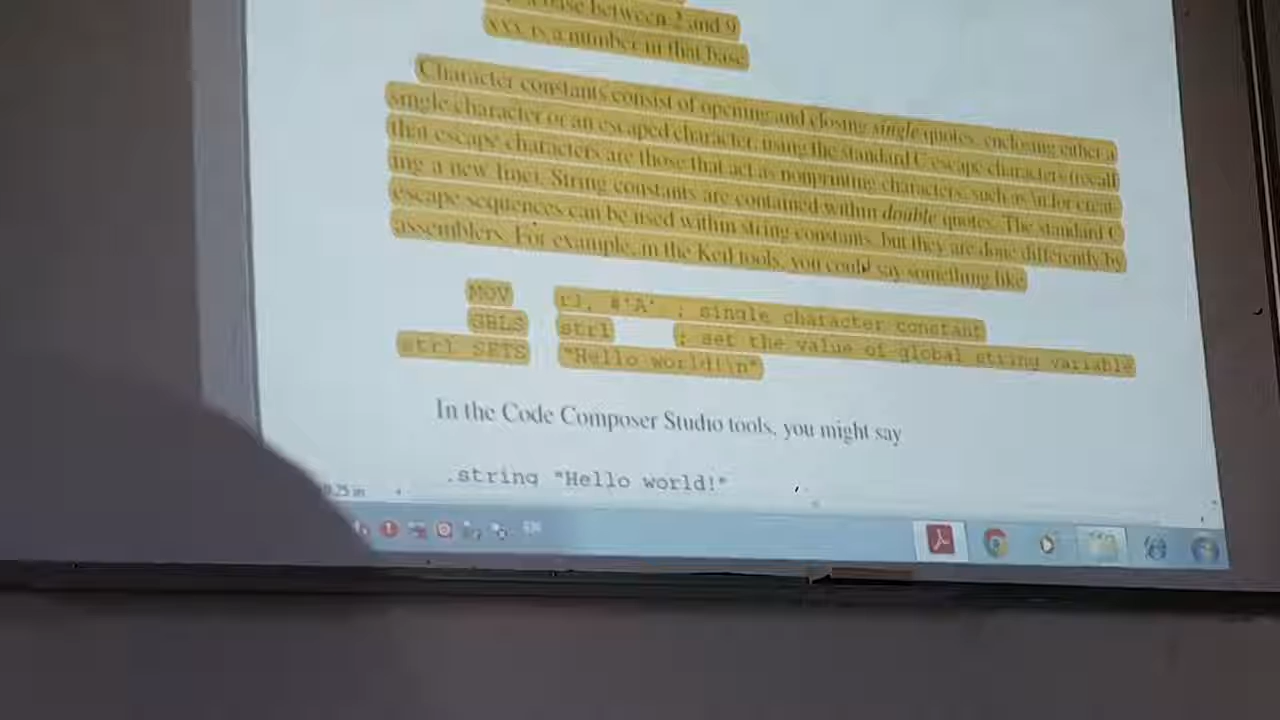 a base between 2 and 9
xxx is a number in that base
Character constants consist of opening and closing single quotes, enclosing either a
single character or an escaped character, using the standard C escape characters (recall
that escape characters are those that act as nonprinting characters, such as \n for creat-
ing a new line). String constants are contained within double quotes. The standard C
escape sequences can be used within string constants, but they are done differently by
assemblers. For example, in the Keil tools, you could say something like
MOV r1, #'A' ; single character constant
GBLS str1 ; set the value of global string variable
str1 SETS "Hello world!\n"
In the Code Composer Studio tools, you might say
.string "Hello world!"
EN